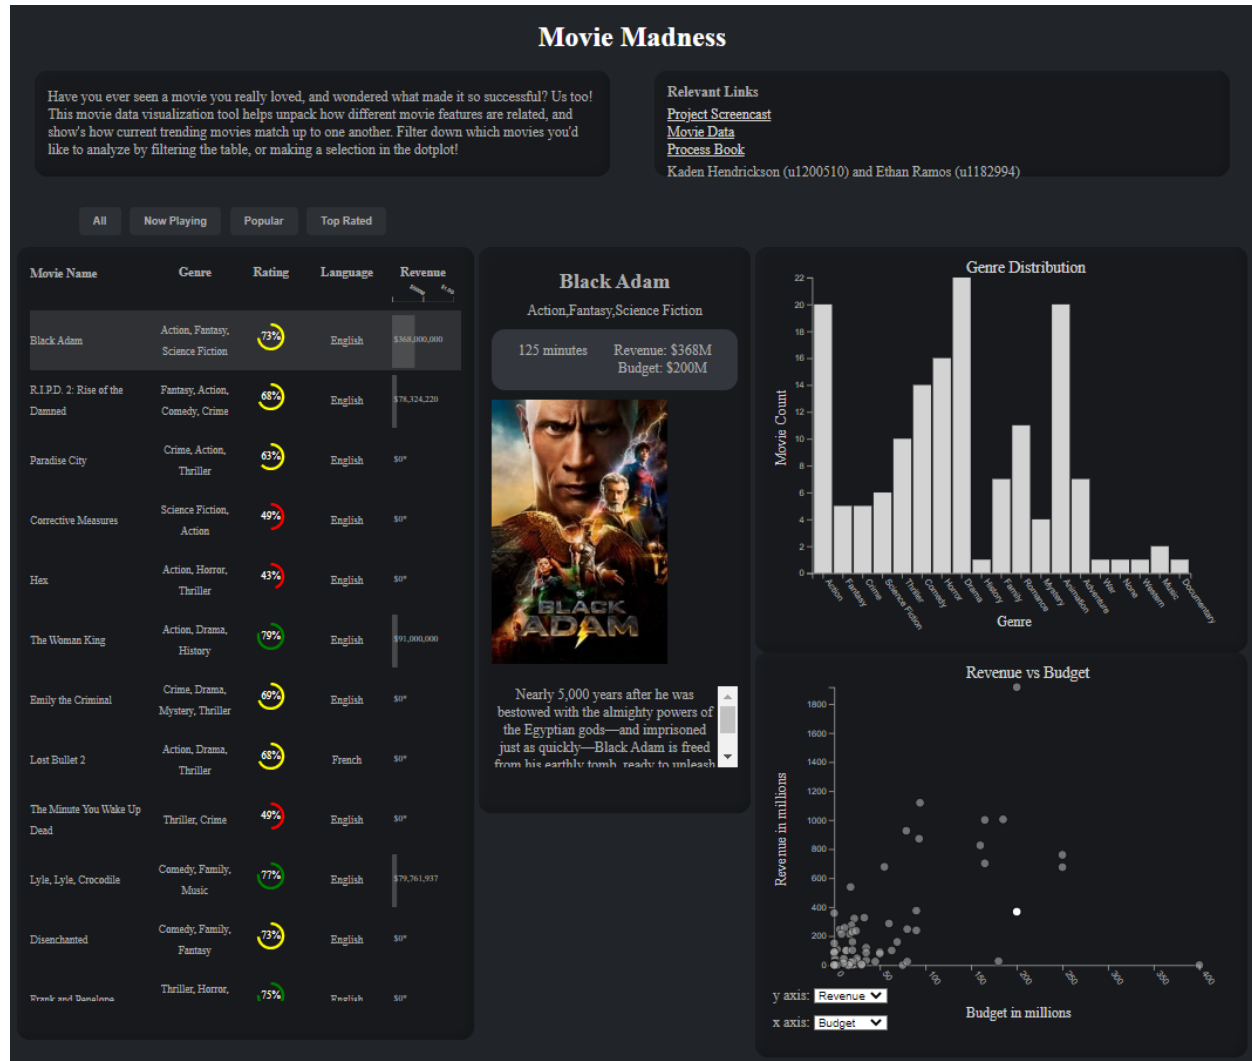 Movie Madness
Have you ever seen a movie you really loved, and wondered what made it so successful? Us too!
This movie data visualization tool helps unpack how different movie features are related, and
show's how current trending movies match up to one another. Filter down which movies you'd
like to analyze by filtering the table, or making a selection in the dotplot!
Relevant Links
Project Screencast
Movie Data
Process Book
Kaden Hendrickson (u1200510) and Ethan Ramos (u1182994)
All Now Playing Popular Top Rated
Movie Name Genre Rating Language Revenue
Black Adam Action, Fantasy, Science Fiction 73% English $368,000,000
R.I.P.D. 2: Rise of the Damned Fantasy, Action, Comedy, Crime 68% English $78,324,220
Paradise City Crime, Action, Thriller 63% English $0*
Corrective Measures Science Fiction, Action 49% English $0*
Hex Action, Horror, Thriller 43% English $0*
The Woman King Action, Drama, History 79% English $91,000,000
Emily the Criminal Crime, Drama, Mystery, Thriller 69% English $0*
Lost Bullet 2 Action, Drama, Thriller 68% French $0*
The Minute You Wake Up Dead Thriller, Crime 49% English $0*
Lyle, Lyle, Crocodile Comedy, Family, Music 77% English $79,761,937
Disenchanted Comedy, Family, Fantasy 73% English $0*
Frank and Penelope Thriller, Horror, 75% English $0*
Black Adam
Action,Fantasy,Science Fiction
125 minutes Revenue: $368M
Budget: $200M
BLACK
ADAM
Nearly 5,000 years after he was
bestowed with the almighty powers of
the Egyptian gods—and imprisoned
just as quickly—Black Adam is freed
from his earthly tomb, ready to unleash
Genre Distribution
Movie Count
22
20
18
16
14
12
10
8
6
4
2
0
Action Fantasy Crime Science Fiction Thriller Comedy Horror Drama History Family Romance Mystery Animation Adventure War None Western Music Documentary
Genre
Revenue vs Budget
Revenue in millions
1800
1600
1400
1200
1000
800
600
400
200
0
0 50 100 150 200 250 300 350 400
Budget in millions
y axis: Revenue
x axis: Budget